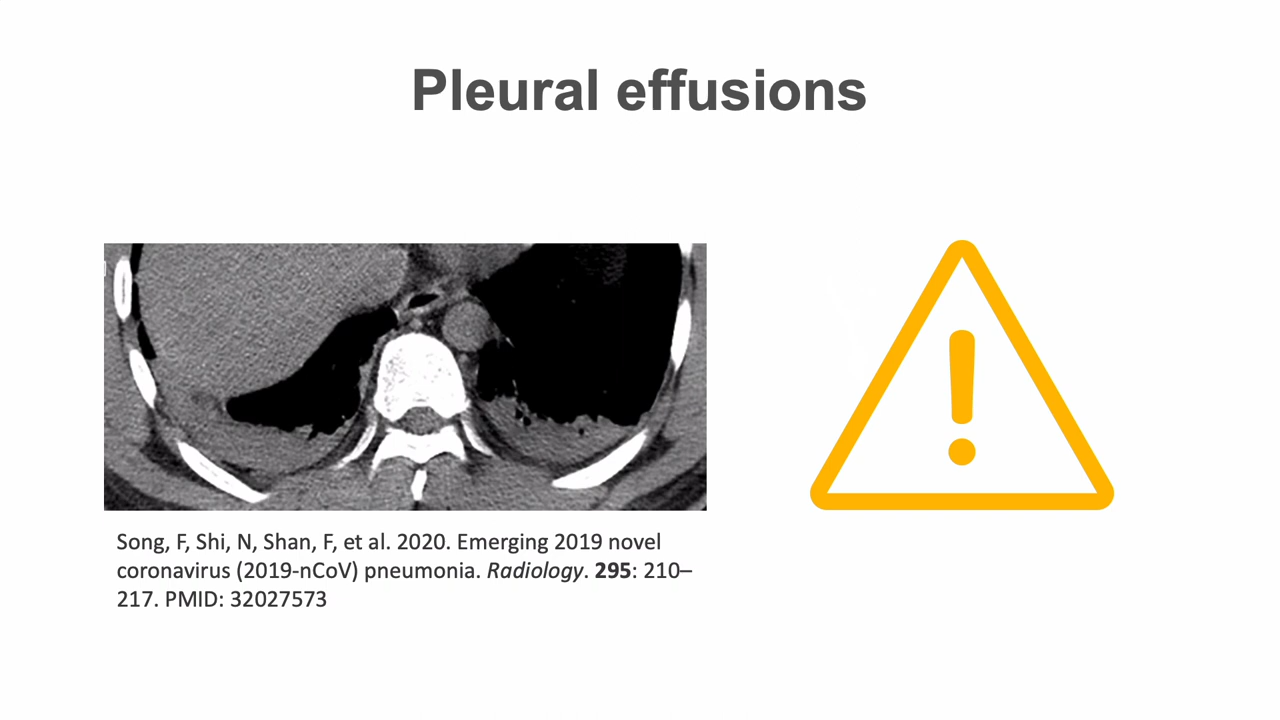 Pleural effusions
Song, F, Shi, N, Shan, F, et al. 2020. Emerging 2019 novel
coronavirus (2019-nCoV) pneumonia. Radiology. 295: 210–
217. PMID: 32027573